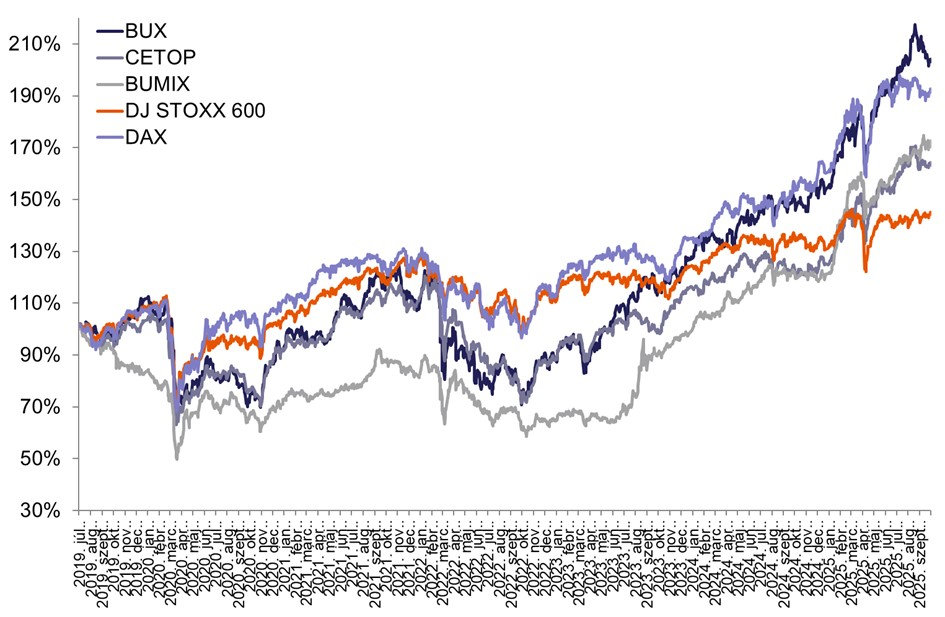 210%
190%
170%
150%
130%
110%
90%
70%
50%
30%
BUX
CETOP
BUMIX
DJ STOXX 600
DAX
2019. júl..
2019. aug..
2019. szept..
2019. okt..
2019. nov..
2019. dec..
2020. jan..
2020. febr..
2020. márc..
2020. ápr..
2020. máj..
2020. jún..
2020. júl..
2020. aug..
2020. szept..
2020. okt..
2020. nov..
2020. dec..
2021. jan..
2021. febr..
2021. márc..
2021. ápr..
2021. máj..
2021. jún..
2021. júl..
2021. aug..
2021. szept..
2021. okt..
2021. nov..
2021. dec..
2022. jan..
2022. febr..
2022. márc..
2022. ápr..
2022. máj..
2022. jún..
2022. júl..
2022. aug..
2022. szept..
2022. okt..
2022. nov..
2022. dec..
2023. jan..
2023. febr..
2023. márc..
2023. ápr..
2023. máj..
2023. jún..
2023. júl..
2023. aug..
2023. szept..
2023. okt..
2023. nov..
2023. dec..
2024. jan..
2024. febr..
2024. márc..
2024. ápr..
2024. máj..
2024. jún..
2024. júl..
2024. aug..
2024. szept..
2024. okt..
2024. nov..
2024. dec..
2025. jan..
2025. febr..
2025. márc..
2025. ápr..
2025. máj..
2025. jún..
2025. júl..
2025. aug..
2025. szept..